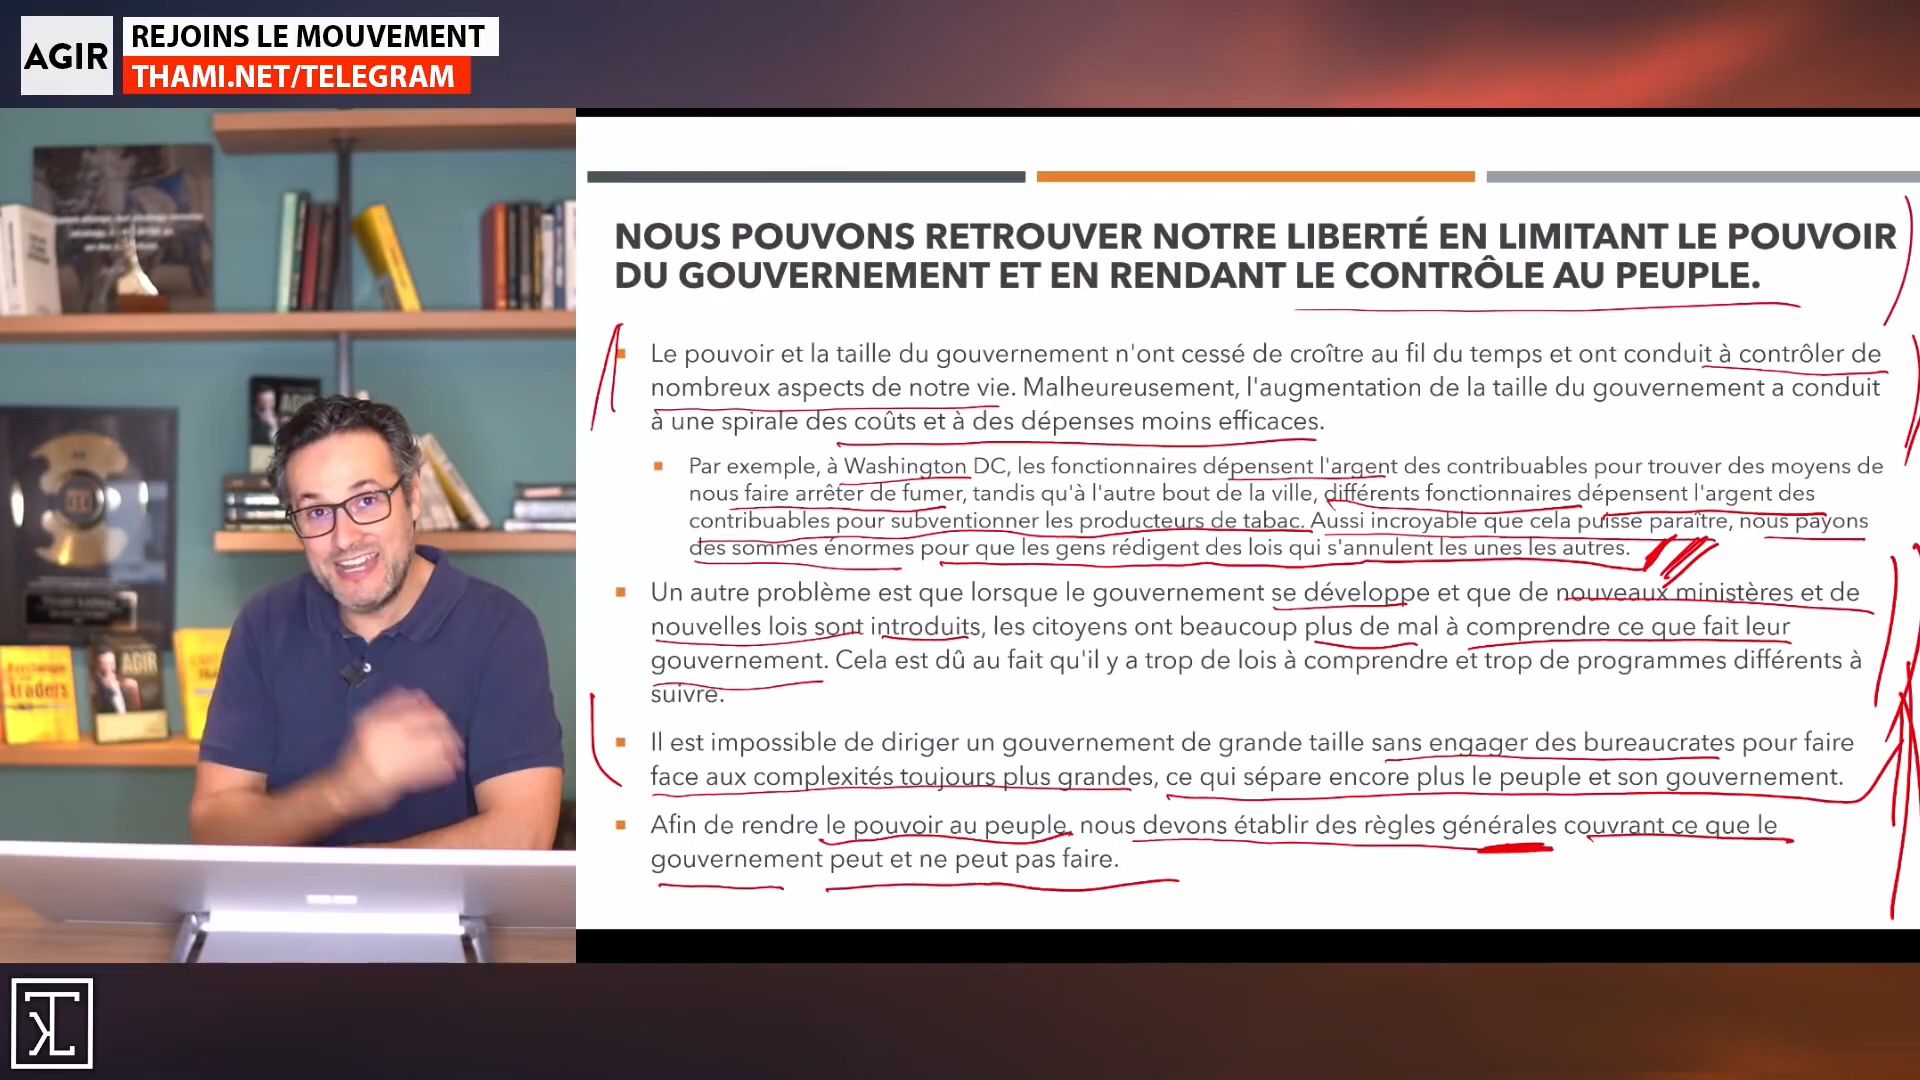 AGIR
REJOINS LE MOUVEMENT
THAMI.NET/TELEGRAM
NOUS POUVONS RETROUVER NOTRE LIBERTÉ EN LIMITANT LE POUVOIR
DU GOUVERNEMENT ET EN RENDANT LE CONTRÔLE AU PEUPLE.
Le pouvoir et la taille du gouvernement n'ont cessé de croître au fil du temps et ont conduit à contrôler de
nombreux aspects de notre vie. Malheureusement, l'augmentation de la taille du gouvernement a conduit
à une spirale des coûts et à des dépenses moins efficaces.
Par exemple, à Washington DC, les fonctionnaires dépensent l'argent des contribuables pour trouver des moyens de
nous faire arrêter de fumer, tandis qu'à l'autre bout de la ville, différents fonctionnaires dépensent l'argent des
contribuables pour subventionner les producteurs de tabac. Aussi incroyable que cela puisse paraître, nous payons
des sommes énormes pour que les gens rédigent des lois qui s'annulent les unes les autres.
Un autre problème est que lorsque le gouvernement se développe et que de nouveaux ministères et de
nouvelles lois sont introduits, les citoyens ont beaucoup plus de mal à comprendre ce que fait leur
gouvernement. Cela est dû au fait qu'il y a trop de lois à comprendre et trop de programmes différents à
suivre.
Il est impossible de diriger un gouvernement de grande taille sans engager des bureaucrates pour faire
face aux complexités toujours plus grandes, ce qui sépare encore plus le peuple et son gouvernement.
Afin de rendre le pouvoir au peuple, nous devons établir des règles générales couvrant ce que le
gouvernement peut et ne peut pas faire.
AGIR